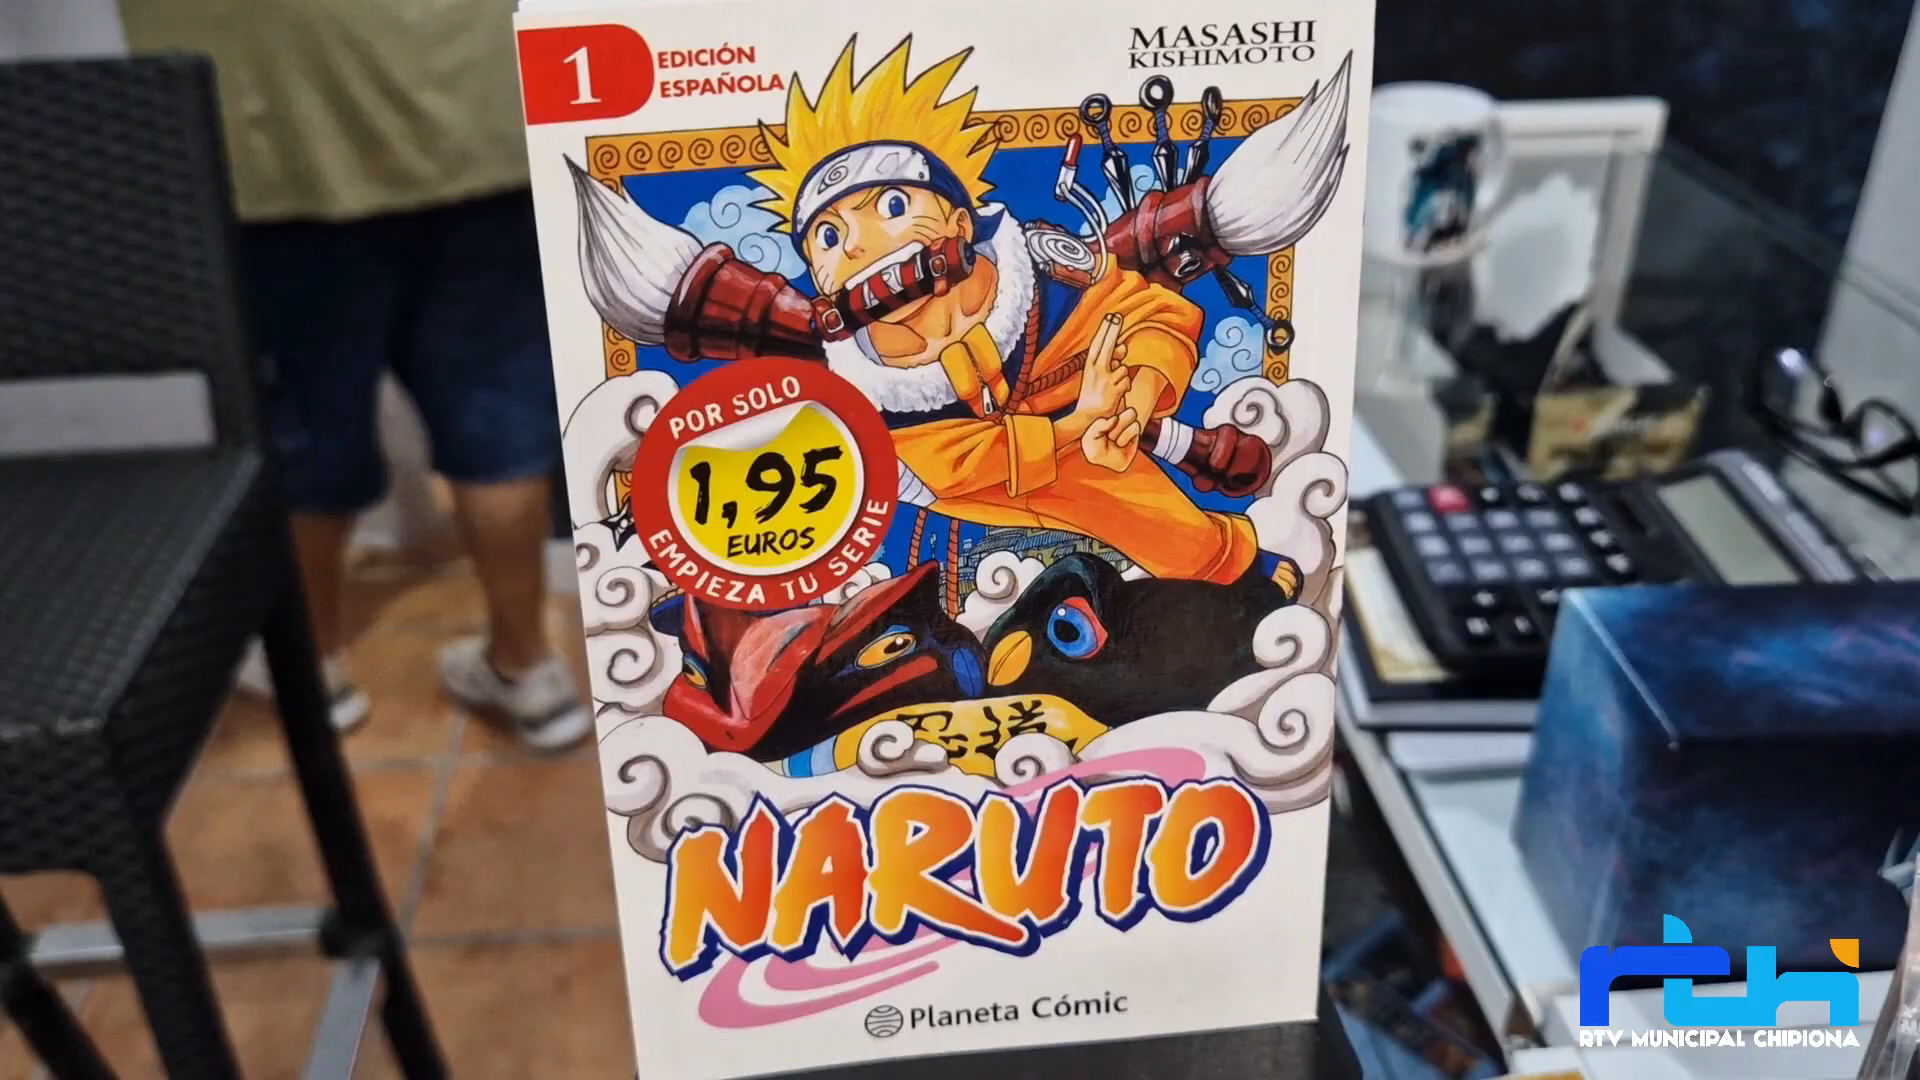 1
EDICIÓN
ESPAÑOLA
MASASHI
KISHIMOTO
POR SOLO
1,95
EUROS
EMPIEZA TU SERIE
NARUTO
Planeta Cómic
rtv
RTV MUNICIPAL CHIPIONA